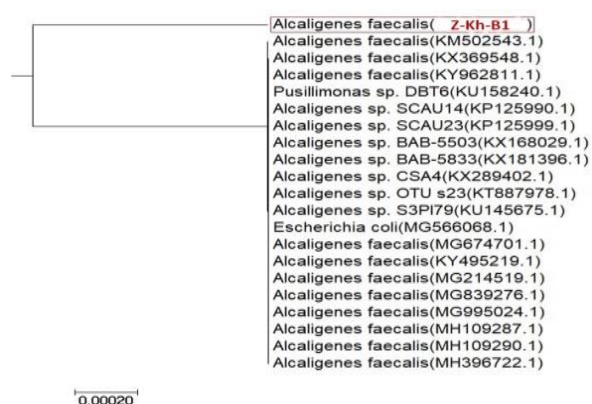 Alcaligenes faecalis( Z-Kh-B1 )
Alcaligenes faecalis(KM502543.1)
Alcaligenes faecalis(KX369548.1)
Alcaligenes faecalis(KY962811.1)
Pusillimonas sp. DBT6(KU158240.1)
Alcaligenes sp. SCAU14(KP125990.1)
Alcaligenes sp. SCAU23(KP125999.1)
Alcaligenes sp. BAB-5503(KX168029.1)
Alcaligenes sp. BAB-5833(KX181396.1)
Alcaligenes sp. CSA4(KX289402.1)
Alcaligenes sp. OTU s23(KT887978.1)
Alcaligenes sp. S3PI79(KU145675.1)
Escherichia coli(MG566068.1)
Alcaligenes faecalis(MG674701.1)
Alcaligenes faecalis(KY495219.1)
Alcaligenes faecalis(MG214519.1)
Alcaligenes faecalis(MG839276.1)
Alcaligenes faecalis(MG995024.1)
Alcaligenes faecalis(MH109287.1)
Alcaligenes faecalis(MH109290.1)
Alcaligenes faecalis(MH396722.1)
0.00020